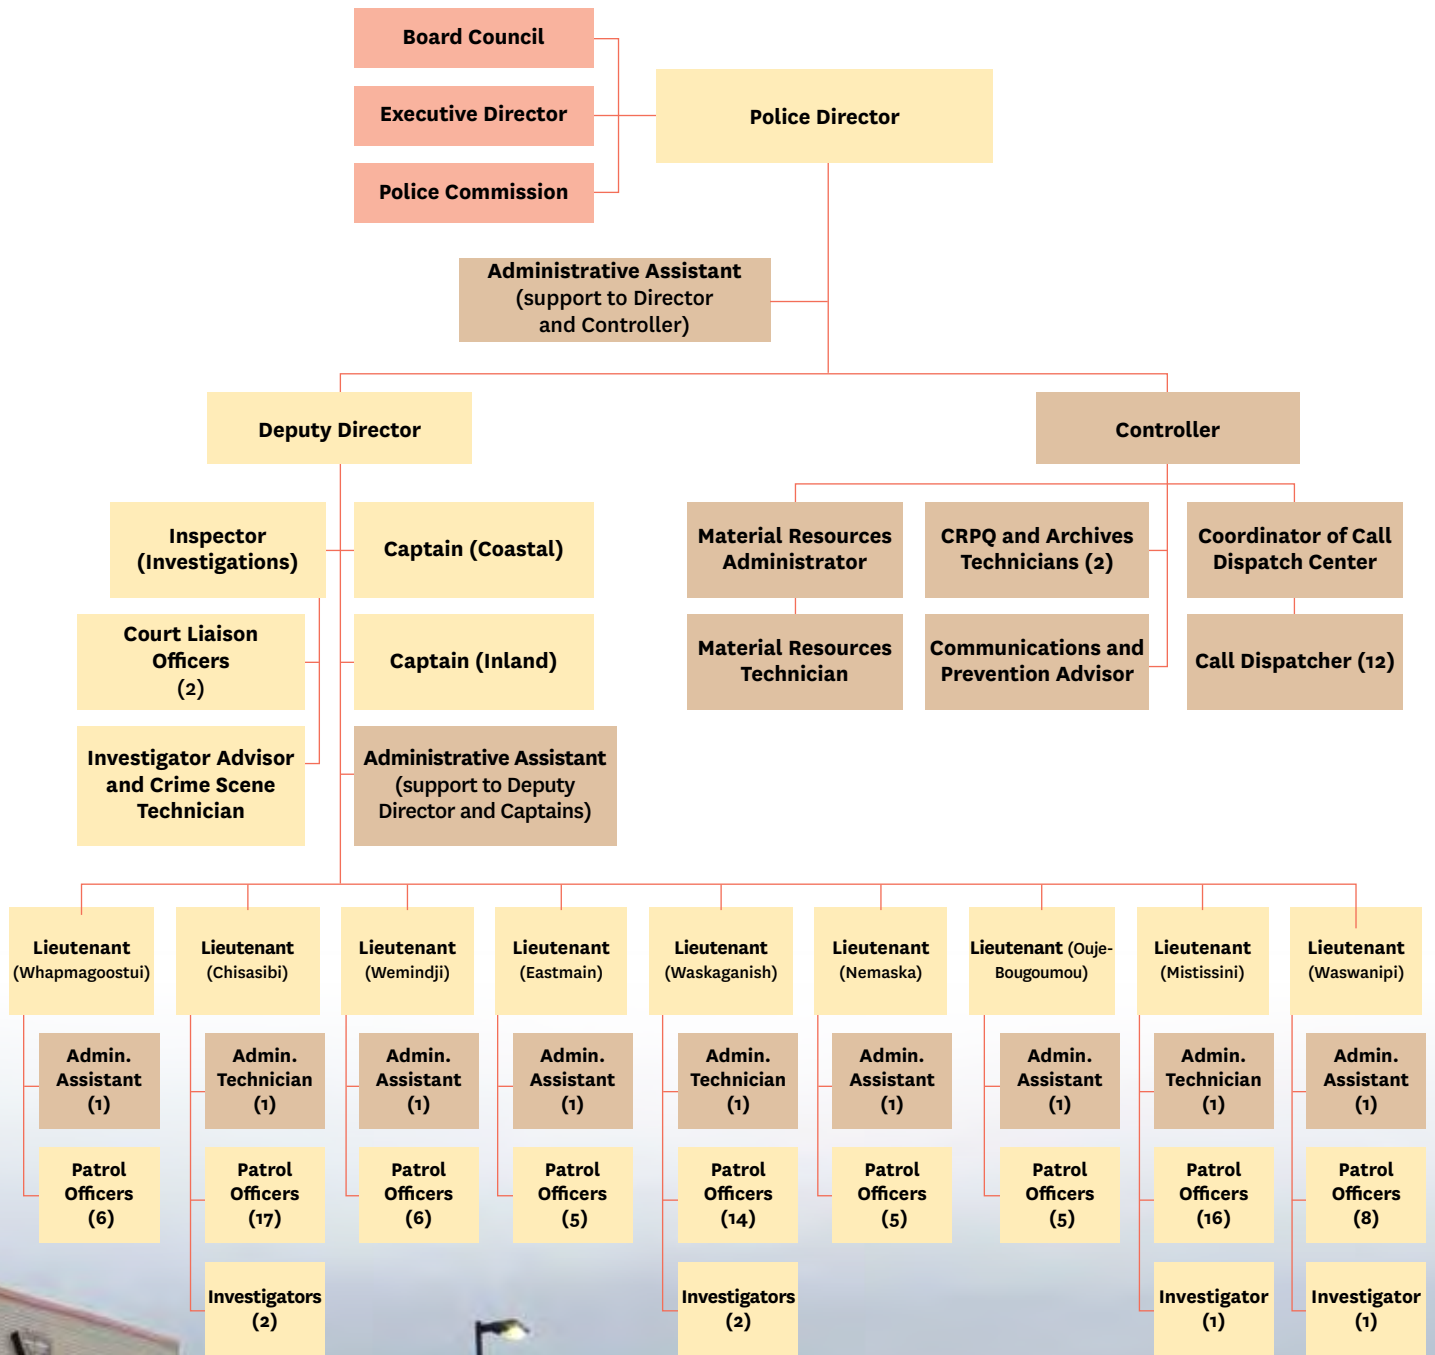 Board Council
Executive Director
Police Commission
Police Director
Administrative Assistant
(support to Director
and Controller)
Deputy Director
Controller
Inspector
(Investigations)
Captain (Coastal)
Court Liaison
Officers
(2)
Captain (Inland)
Investigator Advisor
and Crime Scene
Technician
Administrative Assistant
(support to Deputy
Director and Captains)
Material Resources
Administrator
CRPQ and Archives
Technicians (2)
Coordinator of Call
Dispatch Center
Material Resources
Technician
Communications and
Prevention Advisor
Call Dispatcher (12)
Lieutenant
(Whapmagoostui)
Admin.
Assistant
(1)
Patrol
Officers
(6)
Lieutenant
(Chisasibi)
Admin.
Technician
(1)
Patrol
Officers
(17)
Investigators
(2)
Lieutenant
(Wemindji)
Admin.
Assistant
(1)
Patrol
Officers
(6)
Lieutenant
(Eastmain)
Admin.
Assistant
(1)
Patrol
Officers
(5)
Lieutenant
(Waskaganish)
Admin.
Technician
(1)
Patrol
Officers
(14)
Investigators
(2)
Lieutenant
(Nemaska)
Admin.
Assistant
(1)
Patrol
Officers
(5)
Lieutenant (Ouje-
Bougoumou)
Admin.
Assistant
(1)
Patrol
Officers
(5)
Lieutenant
(Mistissini)
Admin.
Technician
(1)
Patrol
Officers
(16)
Investigator
(1)
Lieutenant
(Waswanipi)
Admin.
Assistant
(1)
Patrol
Officers
(8)
Investigator
(1)